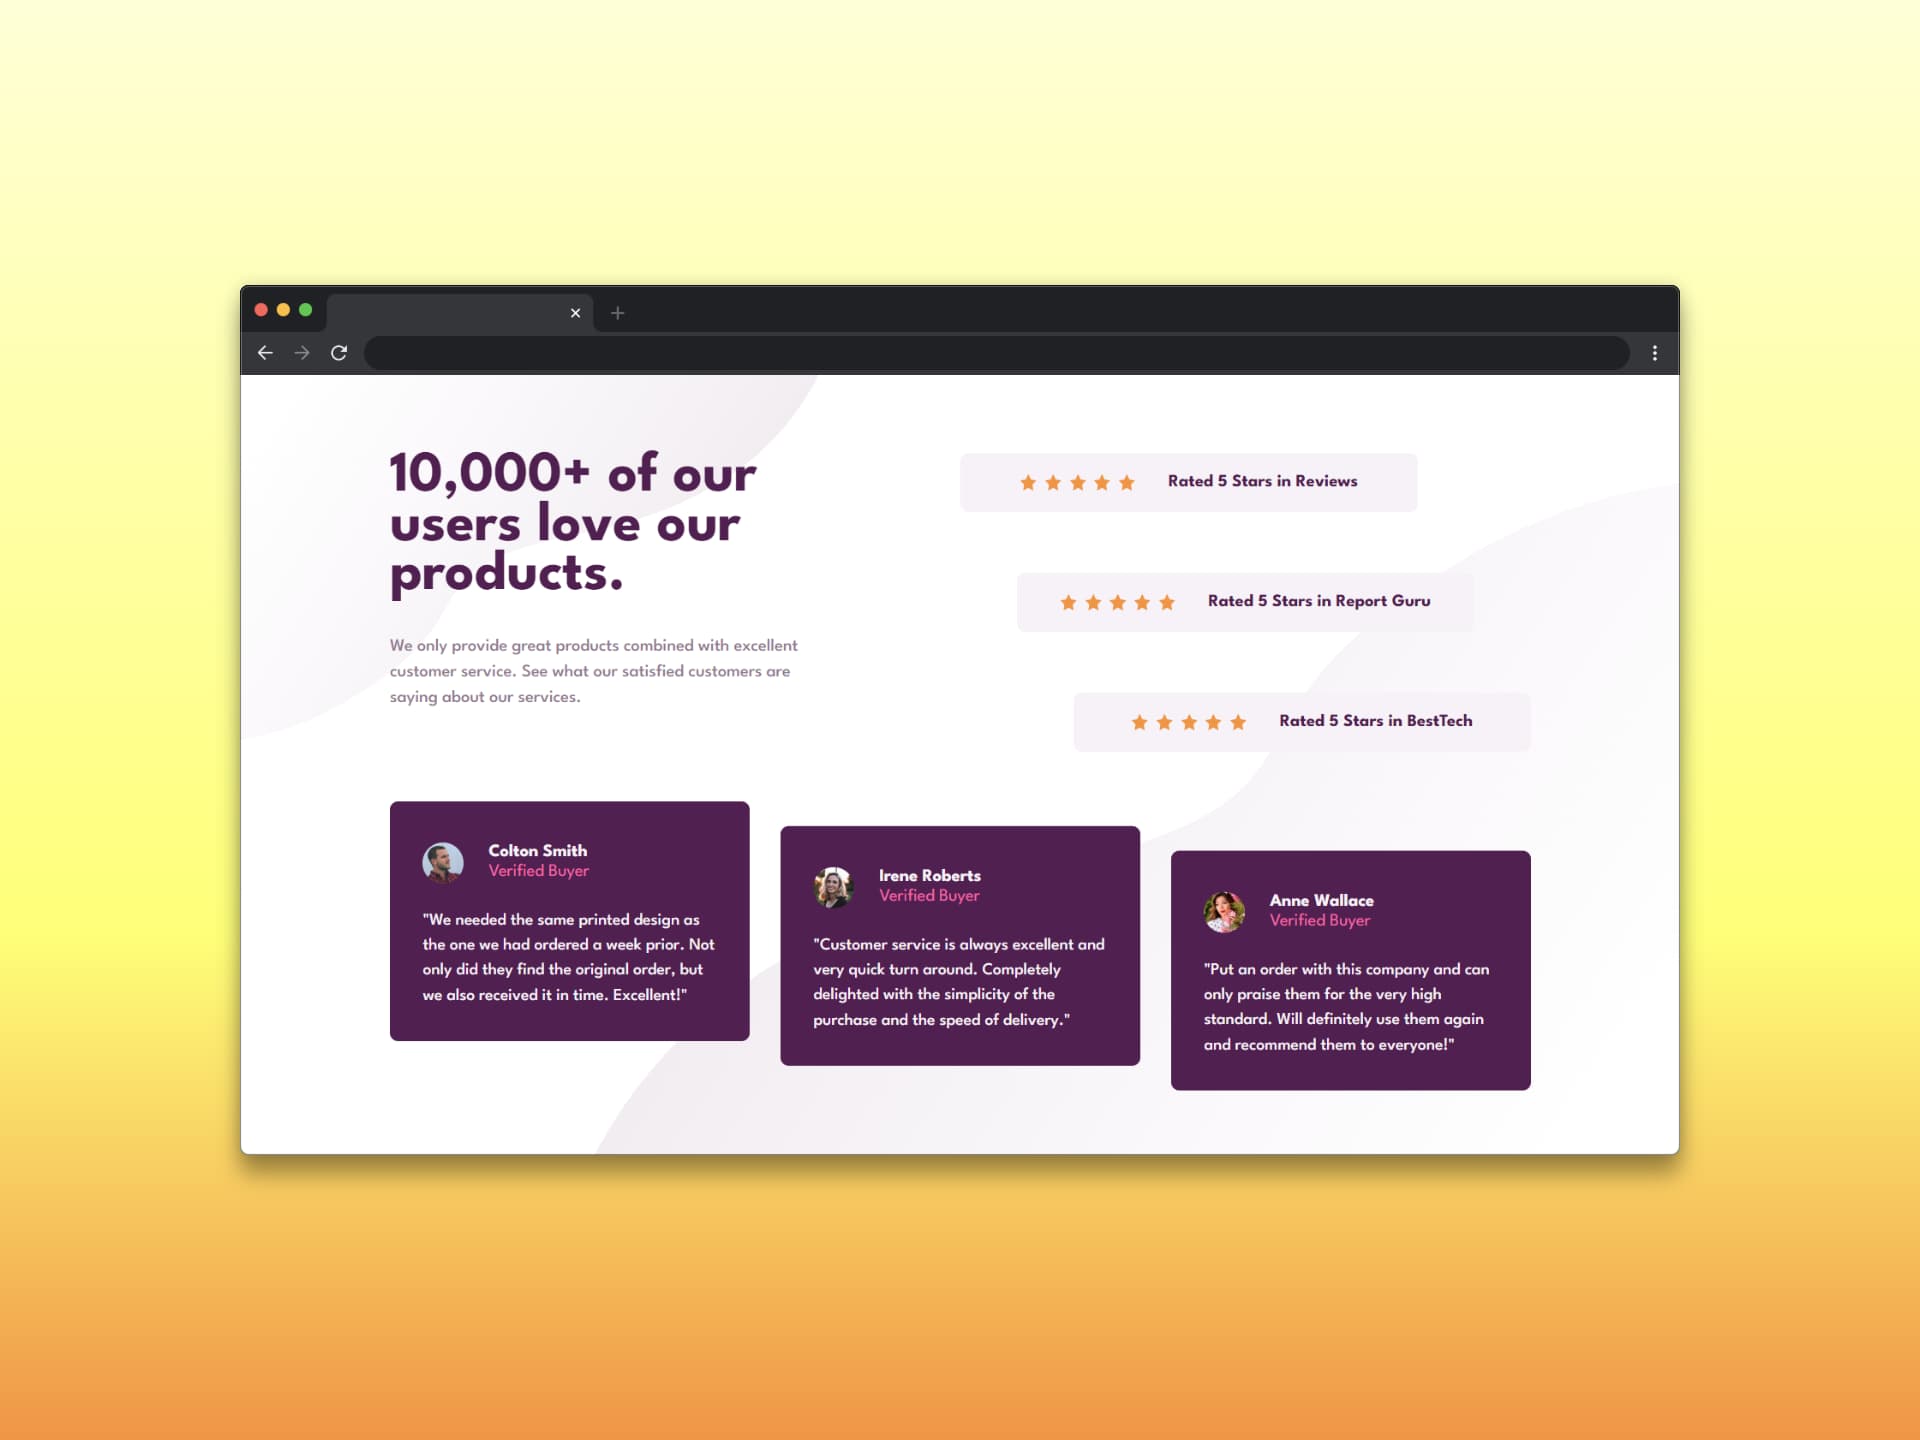 10,000+ of our
users love our
products.
We only provide great products combined with excellent
customer service. See what our satisfied customers are
saying about our services.
Rated 5 Stars in Reviews
Rated 5 Stars in Report Guru
Rated 5 Stars in BestTech
Colton Smith
Verified Buyer
"We needed the same printed design as
the one we had ordered a week prior. Not
only did they find the original order, but
we also received it in time. Excellent!"
Irene Roberts
Verified Buyer
"Customer service is always excellent and
very quick turn around. Completely
delighted with the simplicity of the
purchase and the speed of delivery."
Anne Wallace
Verified Buyer
"Put an order with this company and can
only praise them for the very high
standard. Will definitely use them again
and recommend them to everyone!"